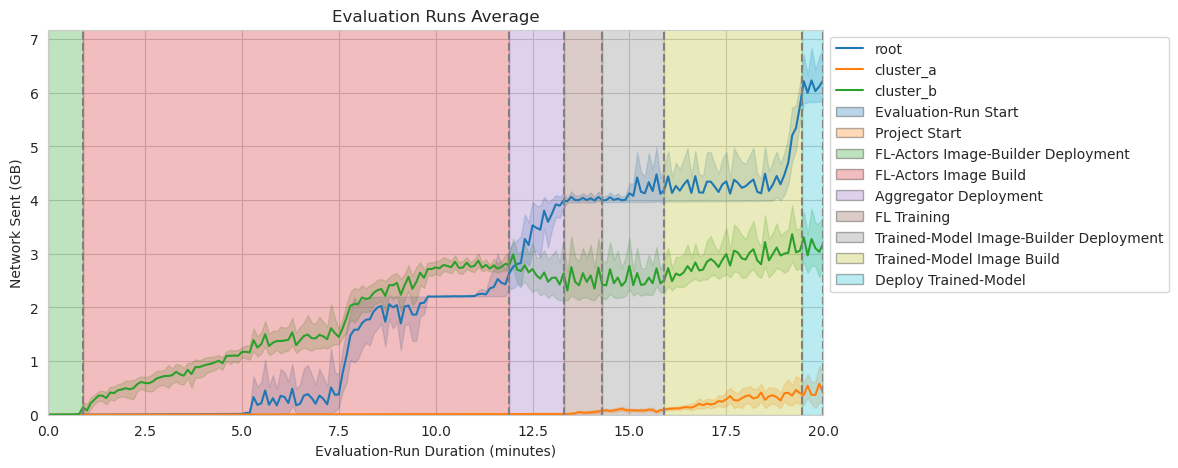 Evaluation Runs Average
Network Sent (GB)
7
6
5
4
3
2
1
0
0.0 2.5 5.0 7.5 10.0 12.5 15.0 17.5 20.0
Evaluation-Run Duration (minutes)
root
cluster_a
cluster_b
Evaluation-Run Start
Project Start
FL-Actors Image-Builder Deployment
FL-Actors Image Build
Aggregator Deployment
FL Training
Trained-Model Image-Builder Deployment
Trained-Model Image Build
Deploy Trained-Model